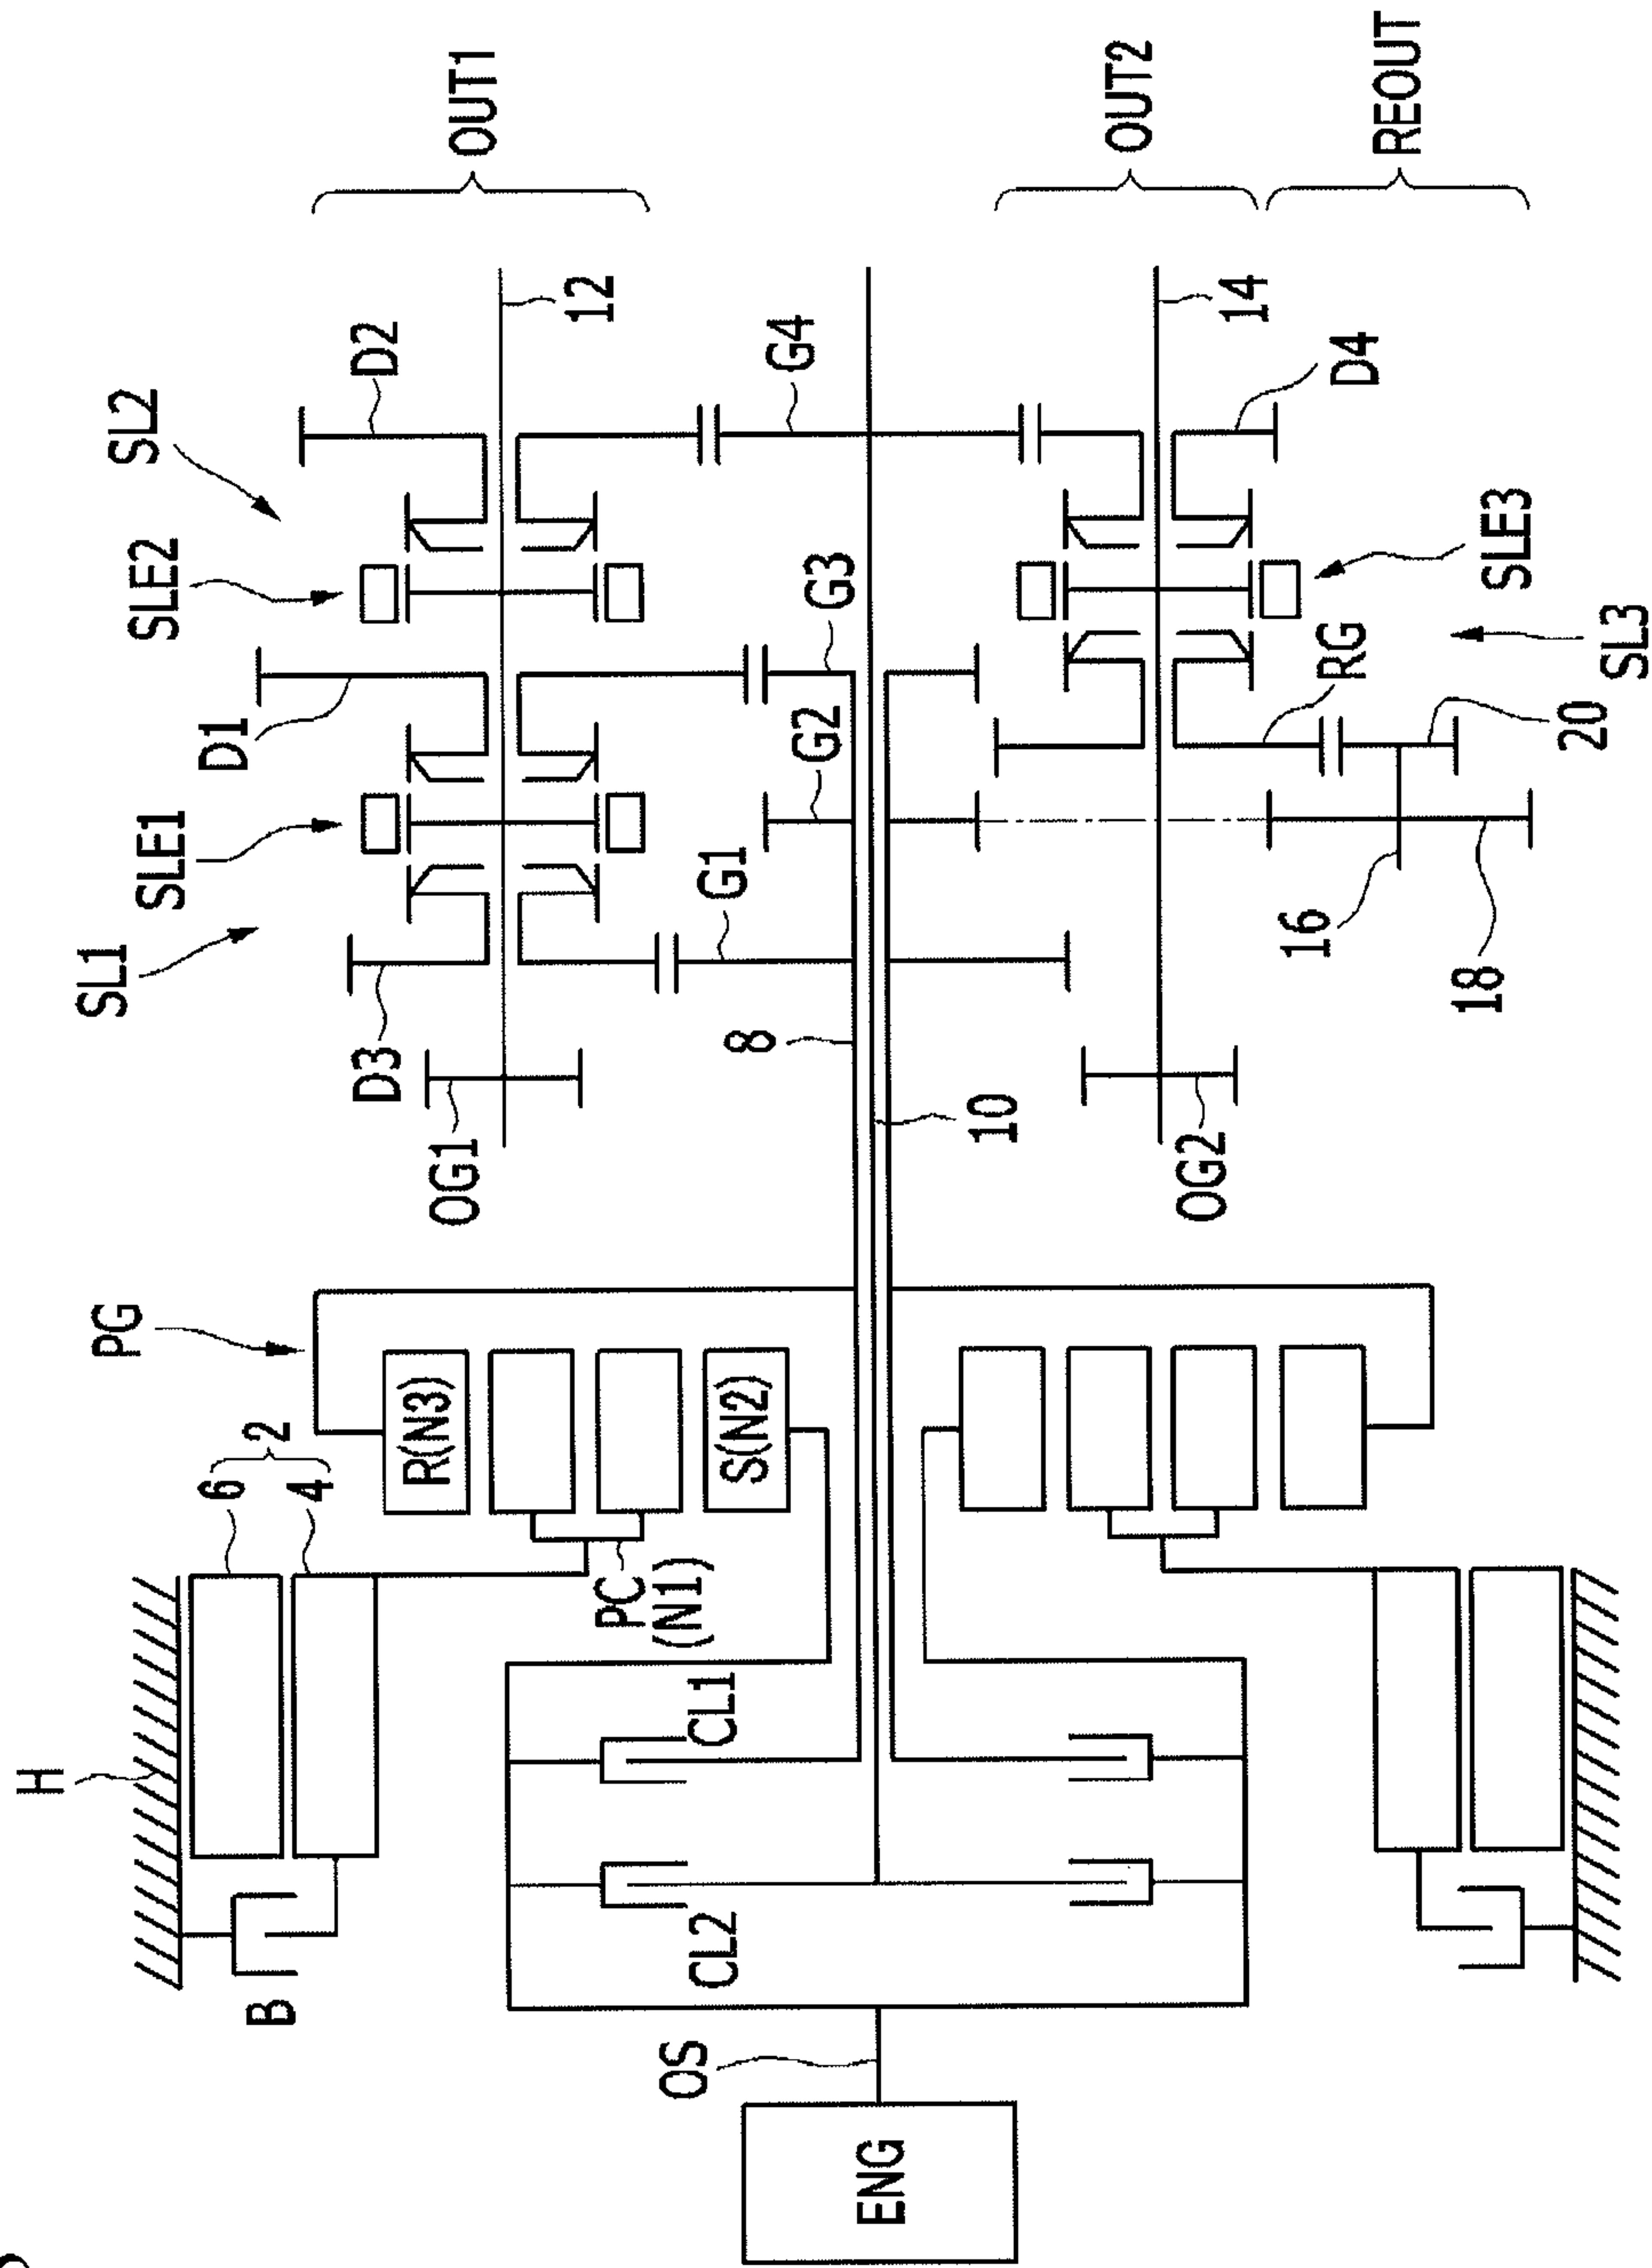 OUT1
OUT2
REOUT
12
14
D2
G4
D4
SL2
SLE2
G3
SLE3
D1
G2
RG
SL3
SLE1
G1
20
SL1
16
18
D3
8
10
OG1
OG2
PG
R(N3)
S(N2)
2
6
4
PC
(N1)
H
CL1
CL2
B
OS
ENG